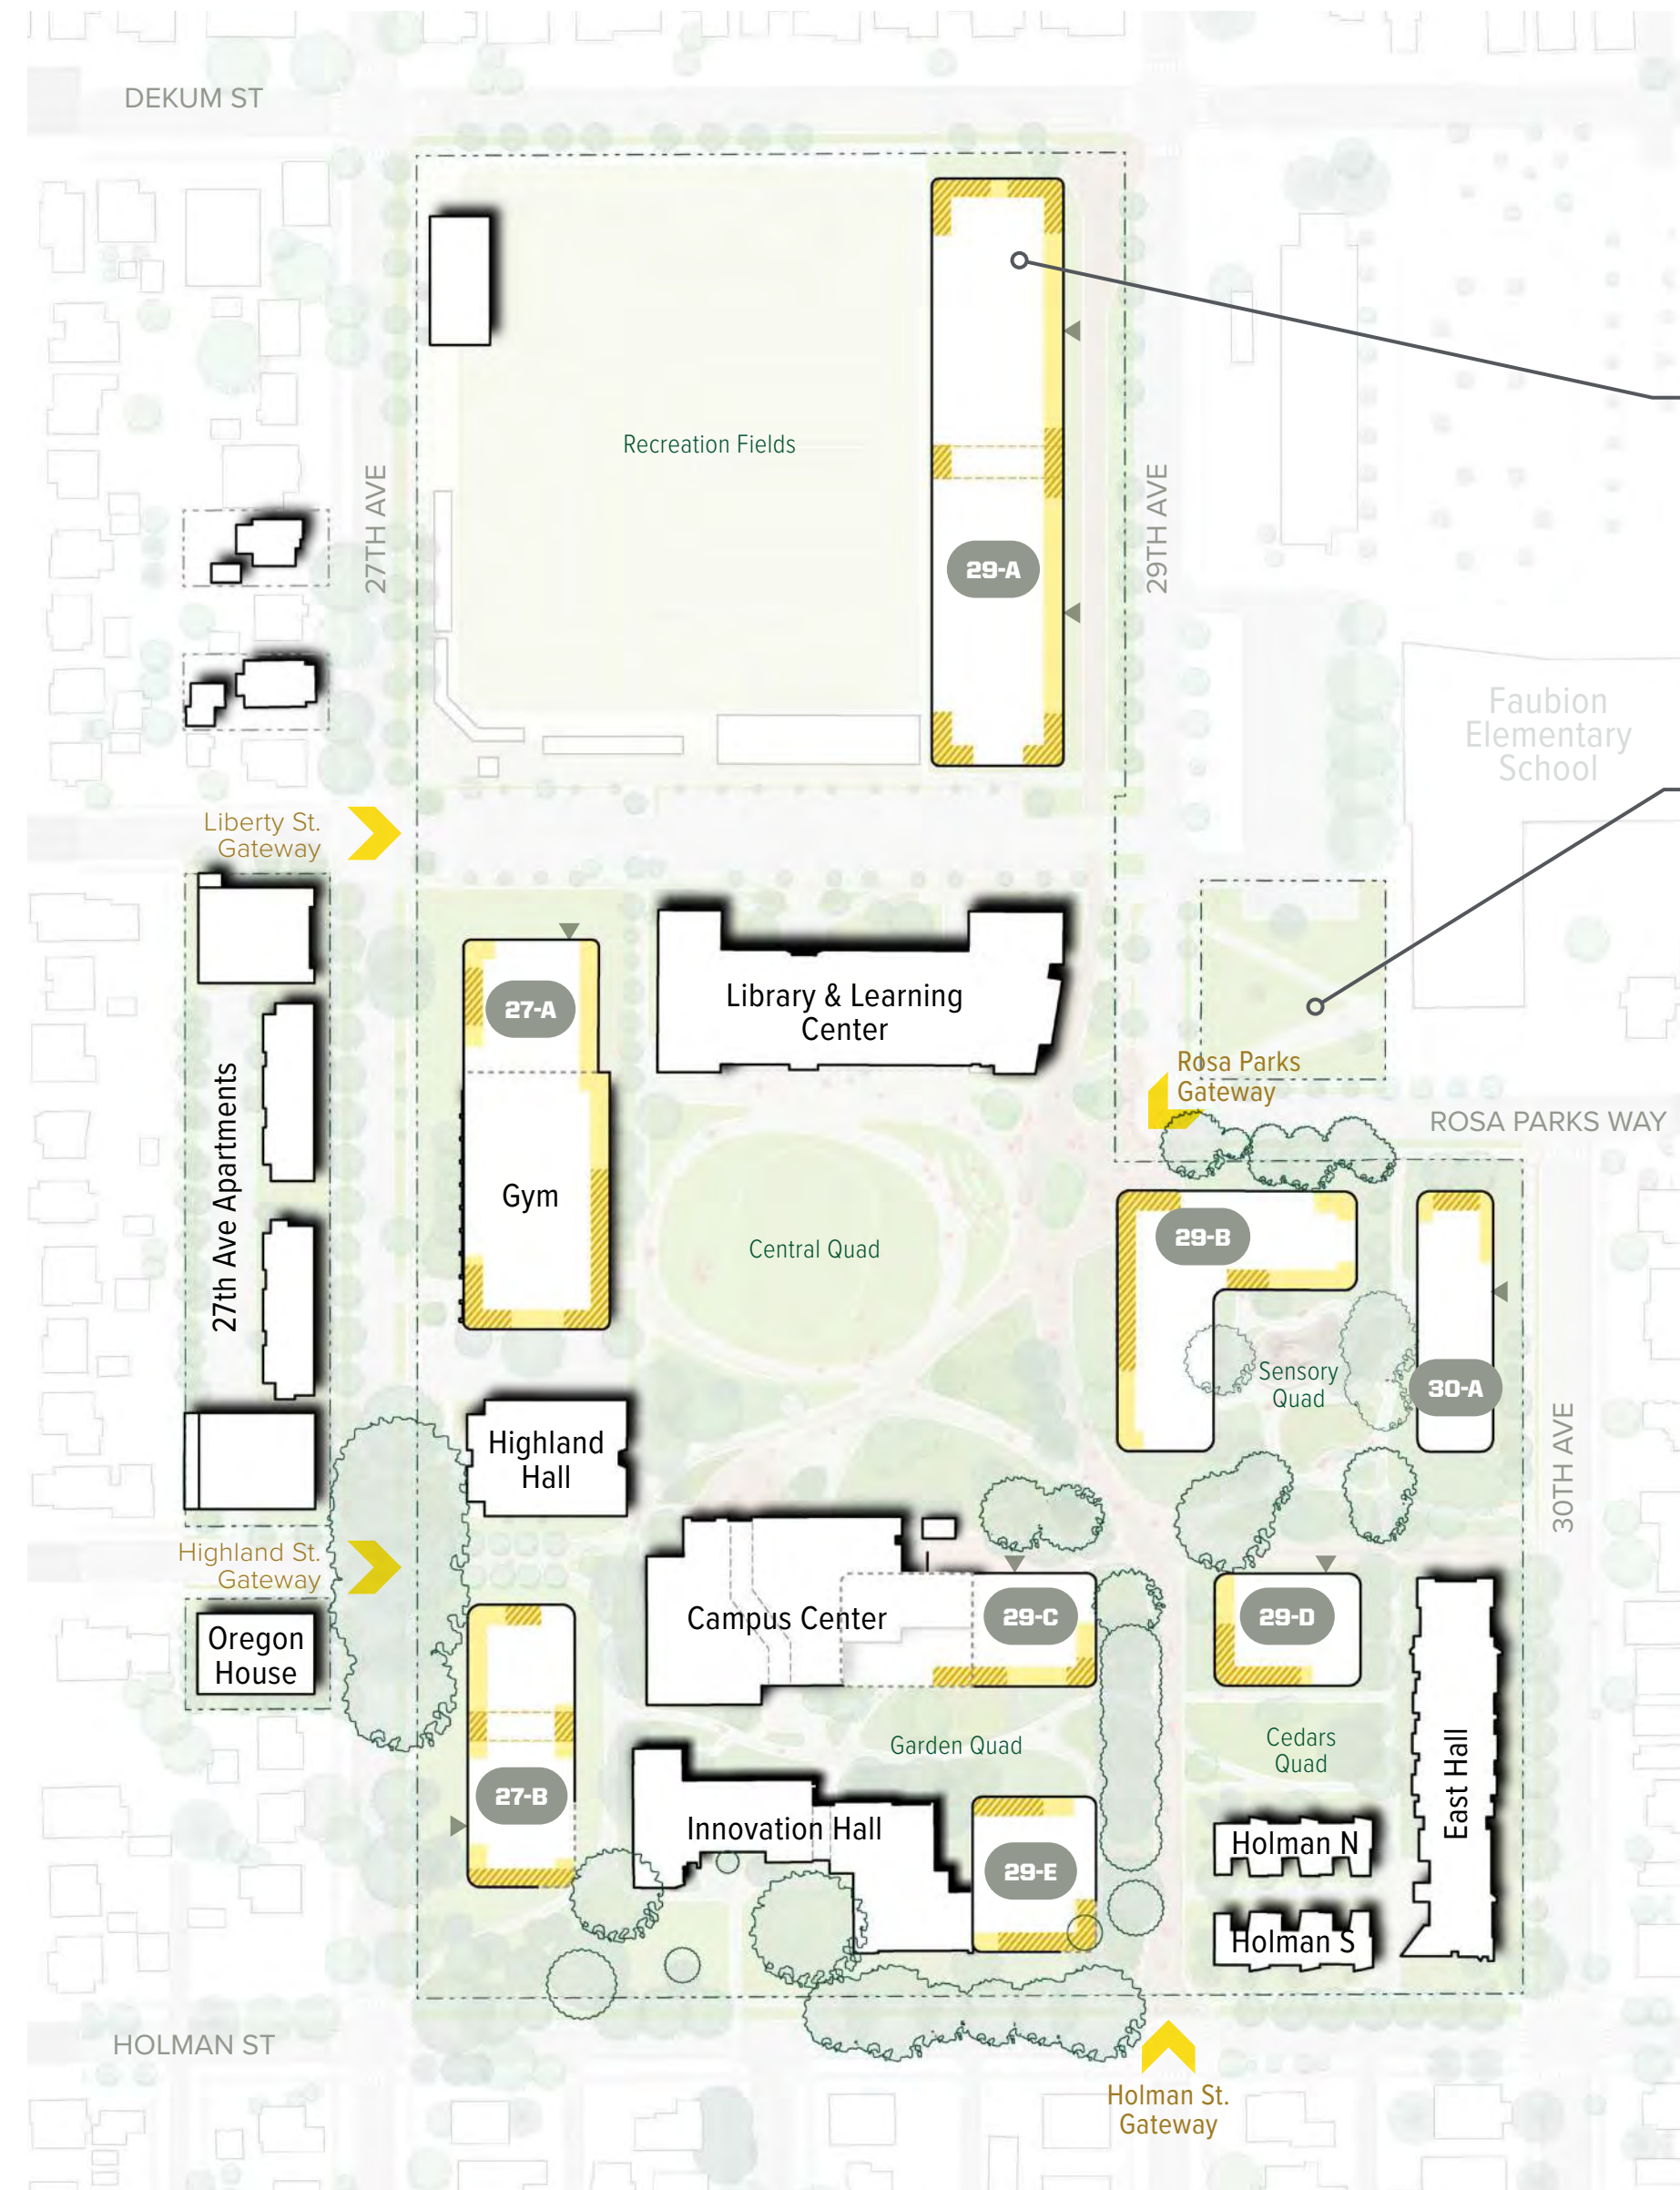 DEKUM ST
Recreation Fields
27TH AVE
29TH AVE
29-A
Faubion
Elementary
School
Liberty St.
Gateway
27-A
Library & Learning
Center
Rosa Parks
Gateway
ROSA PARKS WAY
27th Ave Apartments
Gym
Central Quad
29-B
Sensory
Quad
30-A
30TH AVE
Highland
Hall
Highland St.
Gateway
Oregon
House
Campus Center
29-C
29-D
Garden Quad
Cedars
Quad
27-B
Innovation Hall
29-E
East Hall
Holman N
Holman S
HOLMAN ST
Holman St.
Gateway